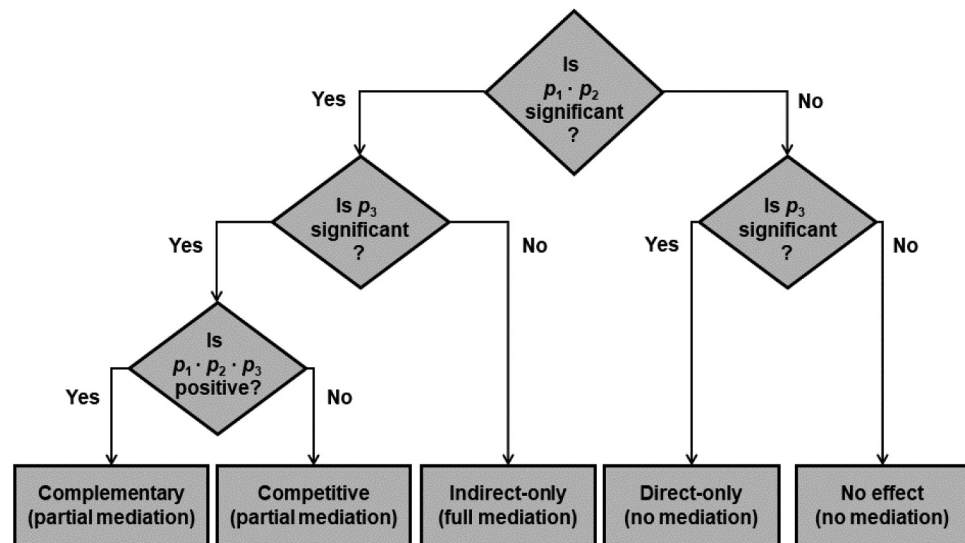 Is
p₁ · p₂
significant
?
Yes
No
Is p₃
significant
?
Yes
No
Is p₃
significant
?
Yes
No
Is
p₁ · p₂ · p₃
positive?
Yes
No
Complementary
(partial mediation)
Competitive
(partial mediation)
Indirect-only
(full mediation)
Direct-only
(no mediation)
No effect
(no mediation)